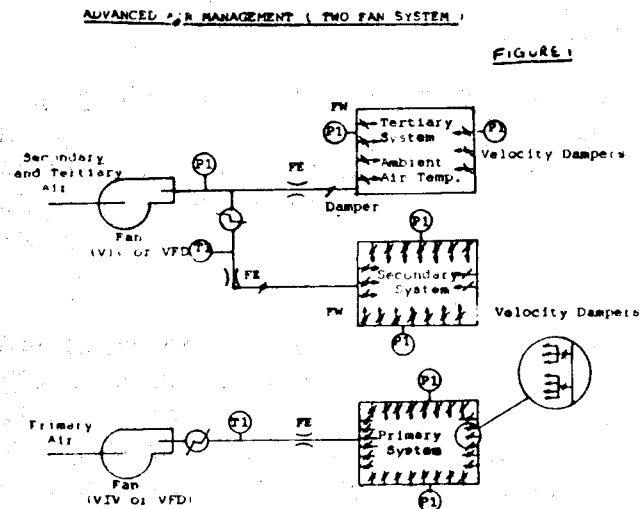 ADVANCED AIR MANAGEMENT ( TWO FAN SYSTEM )
FIGURE 1
FW
P1
Tertiary
System
P1
Ambient
Air Temp.
Velocity Dampers
Secondary
and Tertiary
Air
P1
FE
Damper
Fan
(VIV or VFD)
T1
FE
P1
Secondary
System
FW
Velocity Dampers
P1
Primary
Air
T1
FE
P1
Primary
System
Fan
(VIV or VFD)
P1